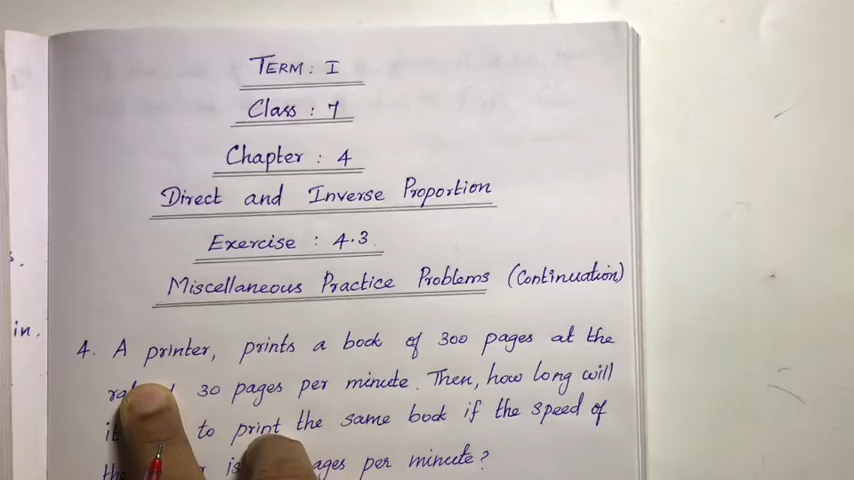 TERM : I
Class : 7
Chapter : 4
Direct and Inverse Proportion
Exercise : 4.3
Miscellaneous Practice Problems (Continuation)
4. A printer, prints a book of 300 pages at the
30 pages per minute. Then, how long will
to print the same book if the speed of
pages per minute?
s.
in.